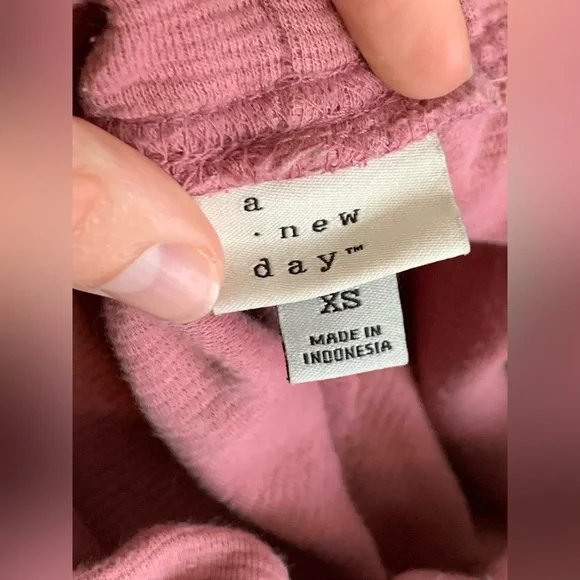 a
· new
day™
XS
MADE IN
INDONESIA